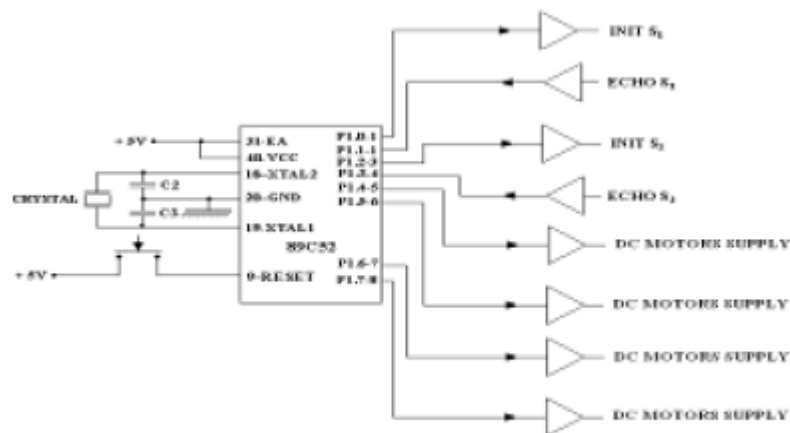 INIT S₁
ECHO S₁
INIT S₂
ECHO S₂
DC MOTORS SUPPLY
DC MOTORS SUPPLY
DC MOTORS SUPPLY
DC MOTORS SUPPLY
P1.0-1
P1.1-1
P1.2-3
P1.3-4
P1.4-5
P1.5-6
P1.6-7
P1.7-8
+5V
31-EA
40.VCC
18-XTAL2
20-GND
19.XTAL1
89C52
9-RESET
C2
C3
CRYSTAL
+5V